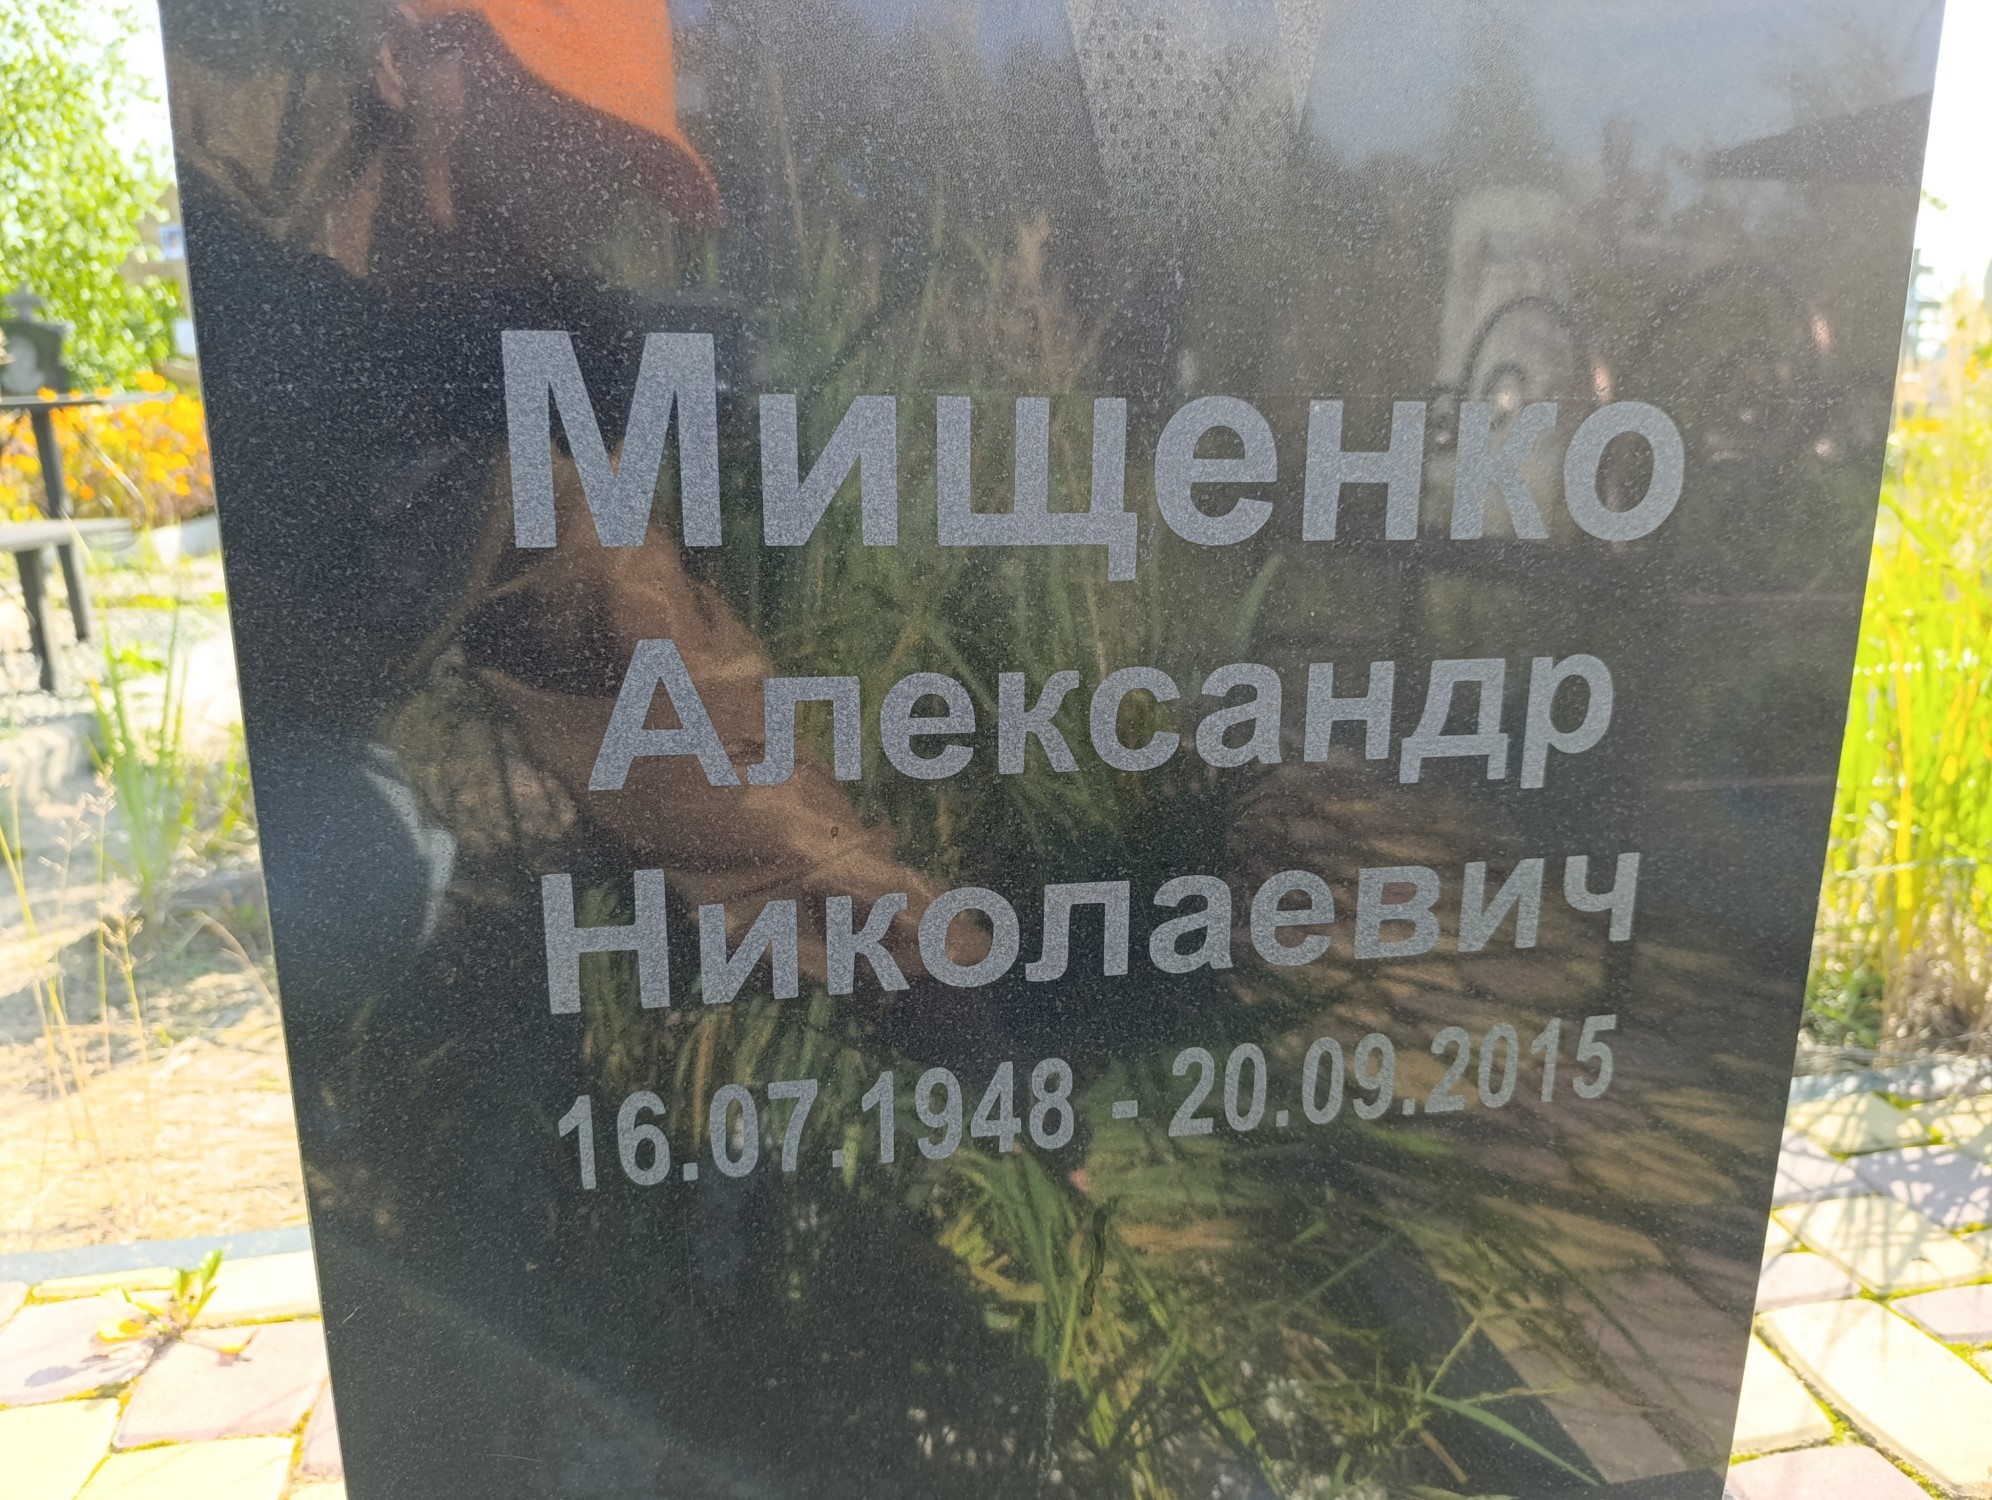 Мищенко
Александр
Николаевич
16.07.1948 - 20.09.2015